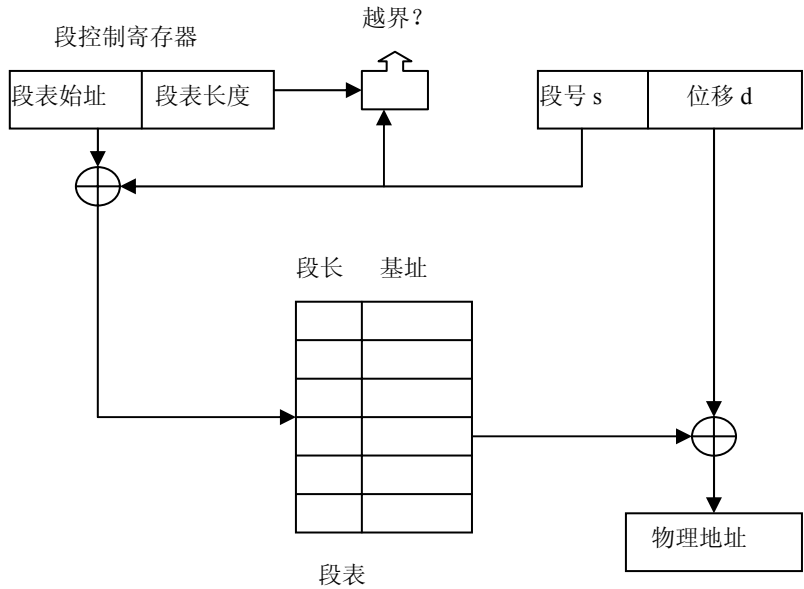 越界？
段控制寄存器
段表始址 段表长度
段号 s 位移 d
段长 基址
物理地址
段表